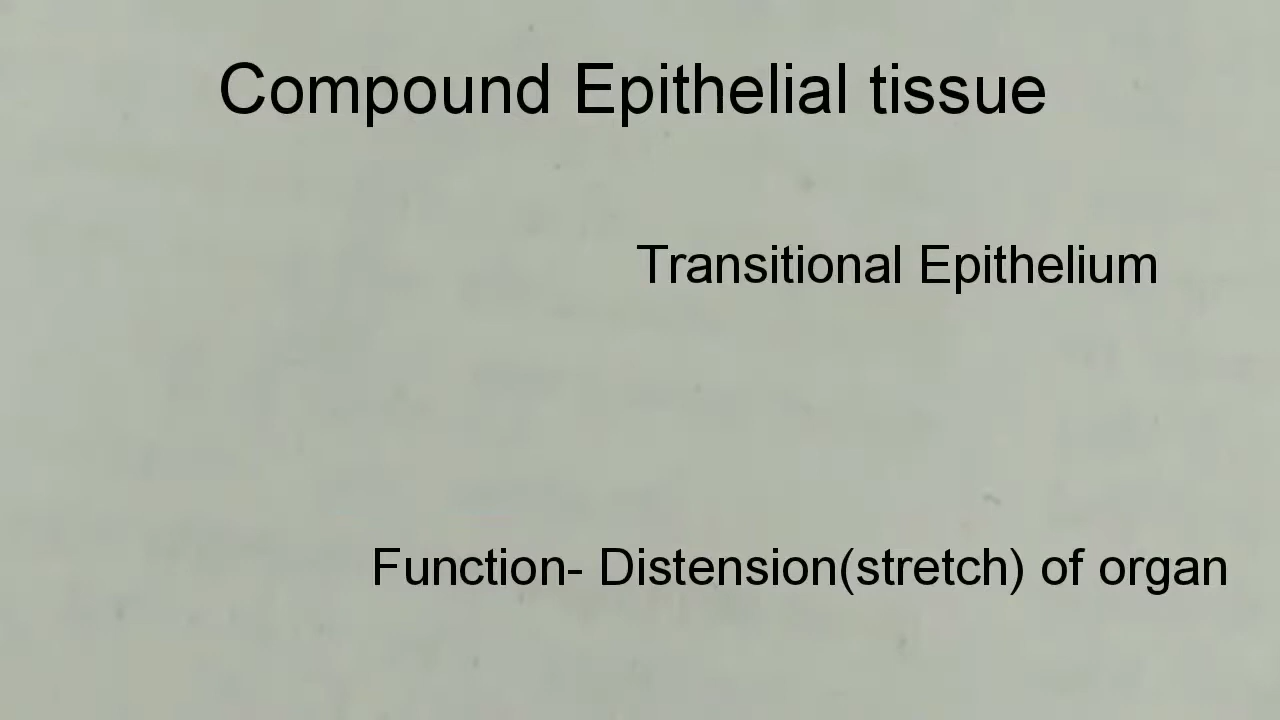 Compound Epithelial tissue
Transitional Epithelium
Function- Distension(stretch) of organ